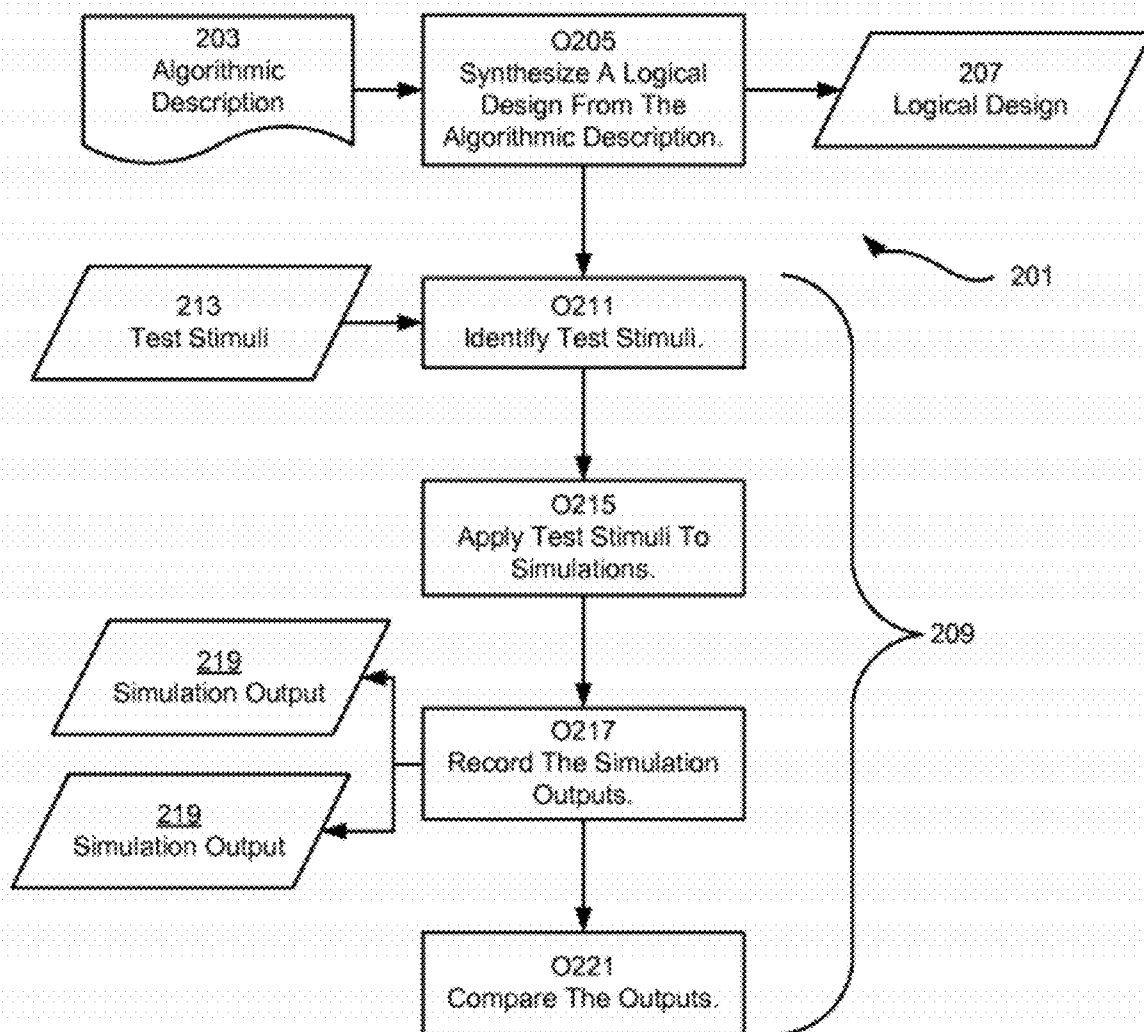 203
Algorithmic
Description
O205
Synthesize A Logical
Design From The
Algorithmic Description.
207
Logical Design
201
213
Test Stimuli
O211
Identify Test Stimuli.
O215
Apply Test Stimuli To
Simulations.
209
219
Simulation Output
O217
Record The Simulation
Outputs.
219
Simulation Output
O221
Compare The Outputs.